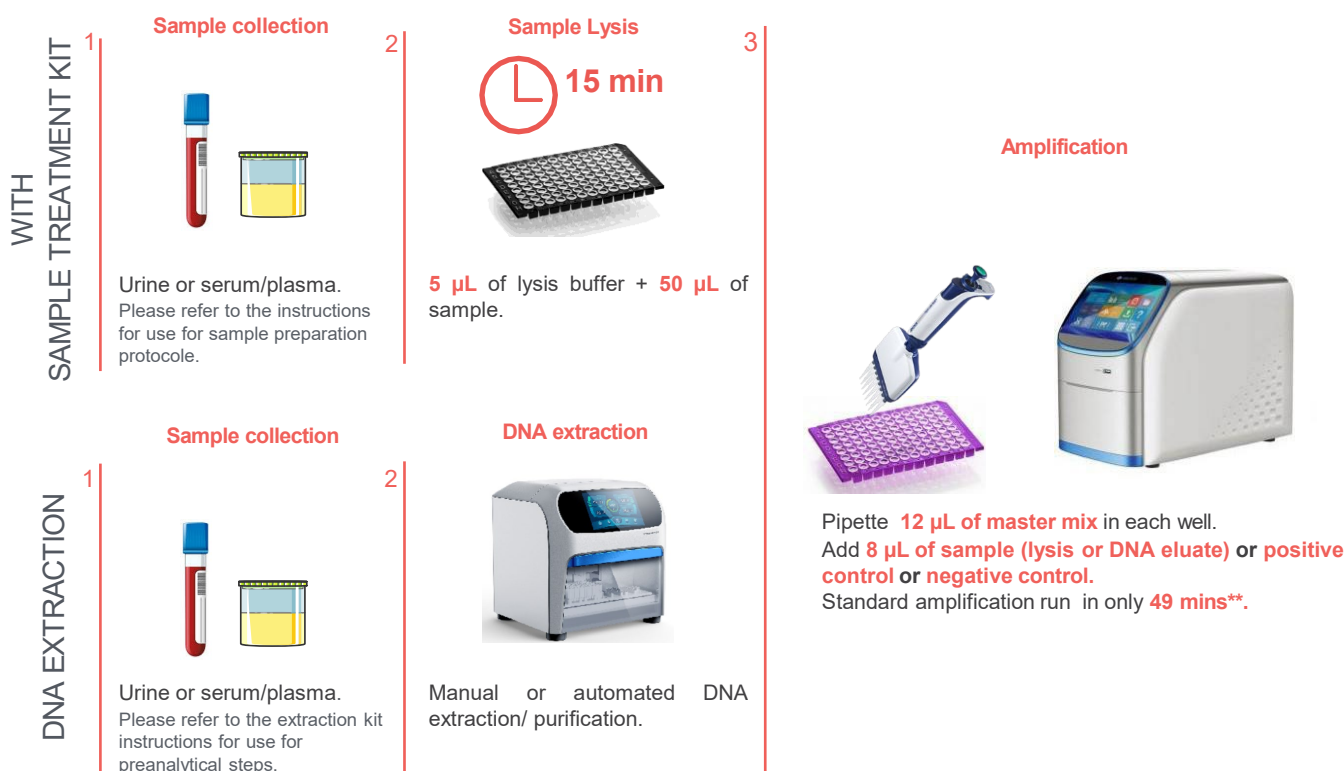 WITH
SAMPLE TREATMENT KIT
1
Sample collection
Urine or serum/plasma.
Please refer to the instructions
for use for sample preparation
protocole.
2
Sample Lysis
15 min
5 µL of lysis buffer + 50 µL of
sample.
DNA EXTRACTION
1
Sample collection
Urine or serum/plasma.
Please refer to the extraction kit
instructions for use for
preanalytical steps.
2
DNA extraction
Manual or automated DNA
extraction/ purification.
3
Amplification
Pipette 12 µL of master mix in each well.
Add 8 µL of sample (lysis or DNA eluate) or positive
control or negative control.
Standard amplification run in only 49 mins**.